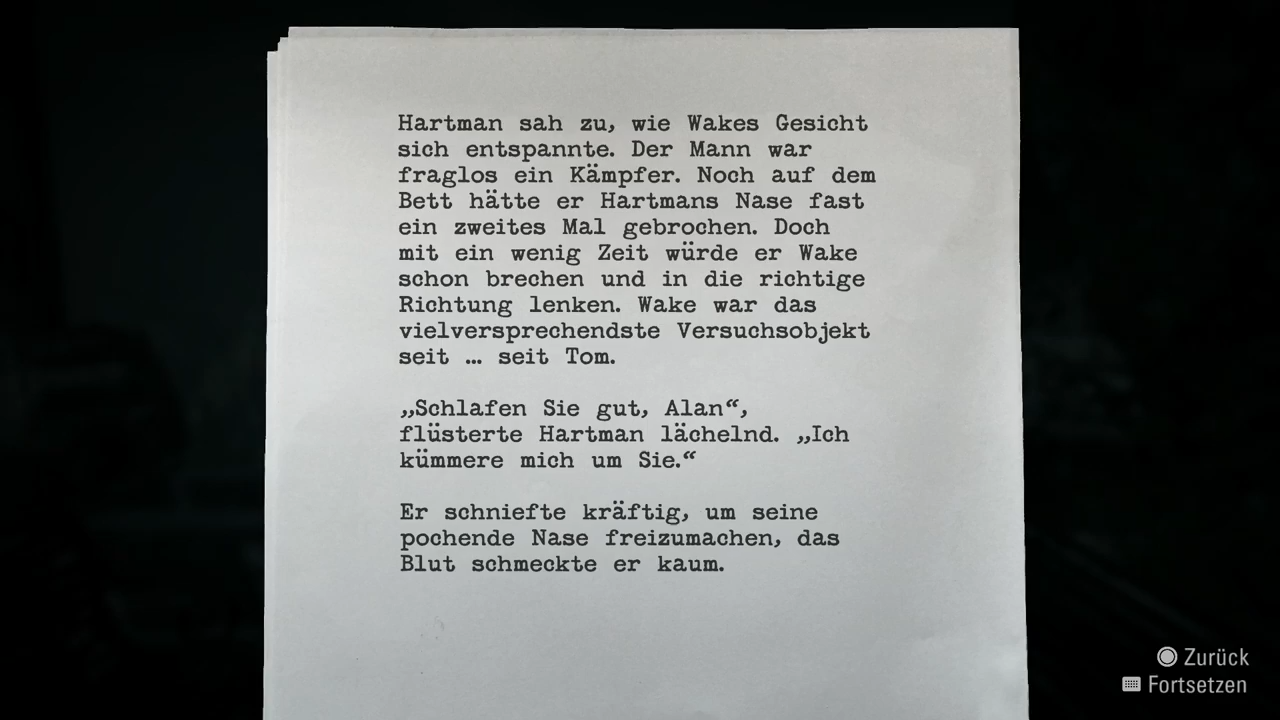 Hartman sah zu, wie Wakes Gesicht
sich entspannte. Der Mann war
fraglos ein Kämpfer. Noch auf dem
Bett hätte er Hartmans Nase fast
ein zweites Mal gebrochen. Doch
mit ein wenig Zeit würde er Wake
schon brechen und in die richtige
Richtung lenken. Wake war das
vielversprechendste Versuchsobjekt
seit … seit Tom.
„Schlafen Sie gut, Alan“,
flüsterte Hartman lächelnd. „Ich
kümmere mich um Sie.“
Er schniefte kräftig, um seine
pochende Nase freizumachen, das
Blut schmeckte er kaum.
Zurück
Fortsetzen